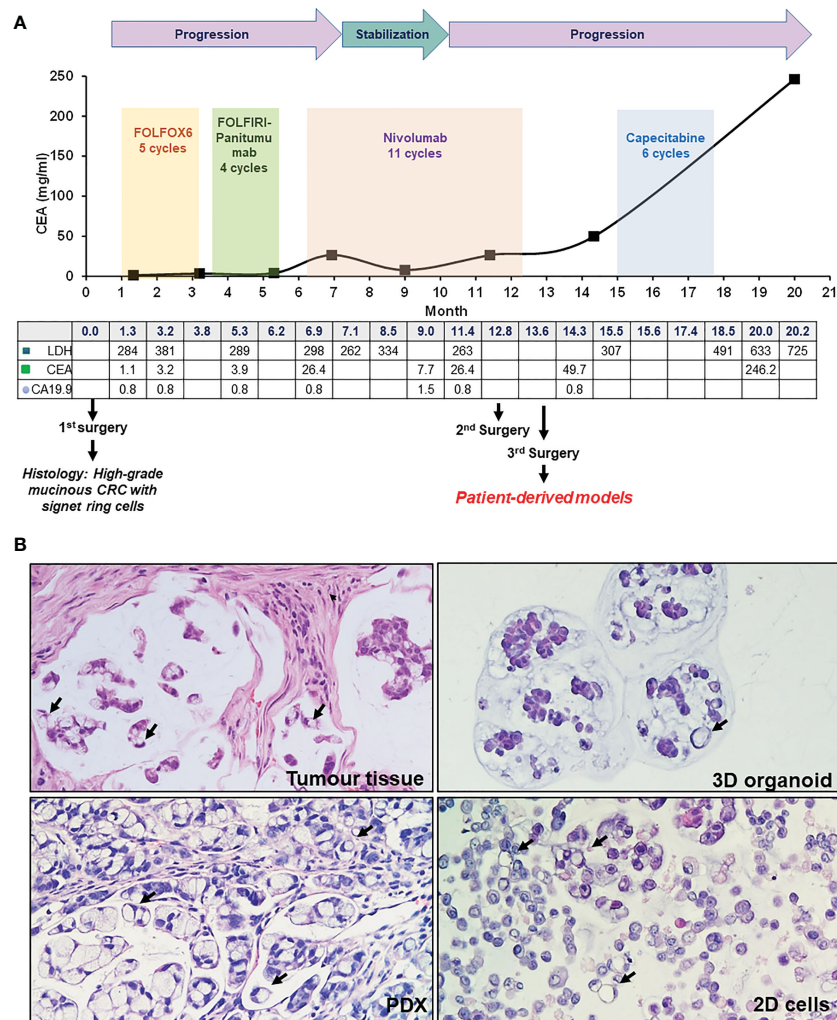 A
Progression
Stabilization
Progression
250
200
150
100
50
0
CEA (mg/ml)
FOLFOX6
5 cycles
FOLFIRI-
Panitumu
mab
4 cycles
Nivolumab
11 cycles
Capecitabine
6 cycles
0 1 2 3 4 5 6 7 8 9 10 11 12 13 14 15 16 17 18 19 20 21
Month
0.0 1.3 3.2 3.8 5.3 6.2 6.9 7.1 8.5 9.0 11.4 12.8 13.6 14.3 15.5 15.6 17.4 18.5 20.0 20.2
LDH 284 381 289 298 262 334 263 307 491 633 725
CEA 1.1 3.2 3.9 26.4 7.7 26.4 49.7 246.2
CA19.9 0.8 0.8 0.8 0.8 1.5 0.8 0.8
1st surgery
Histology: High-grade
mucinous CRC with
signet ring cells
2nd Surgery
3rd Surgery
Patient-derived models
B
Tumour tissue
3D organoid
PDX
2D cells